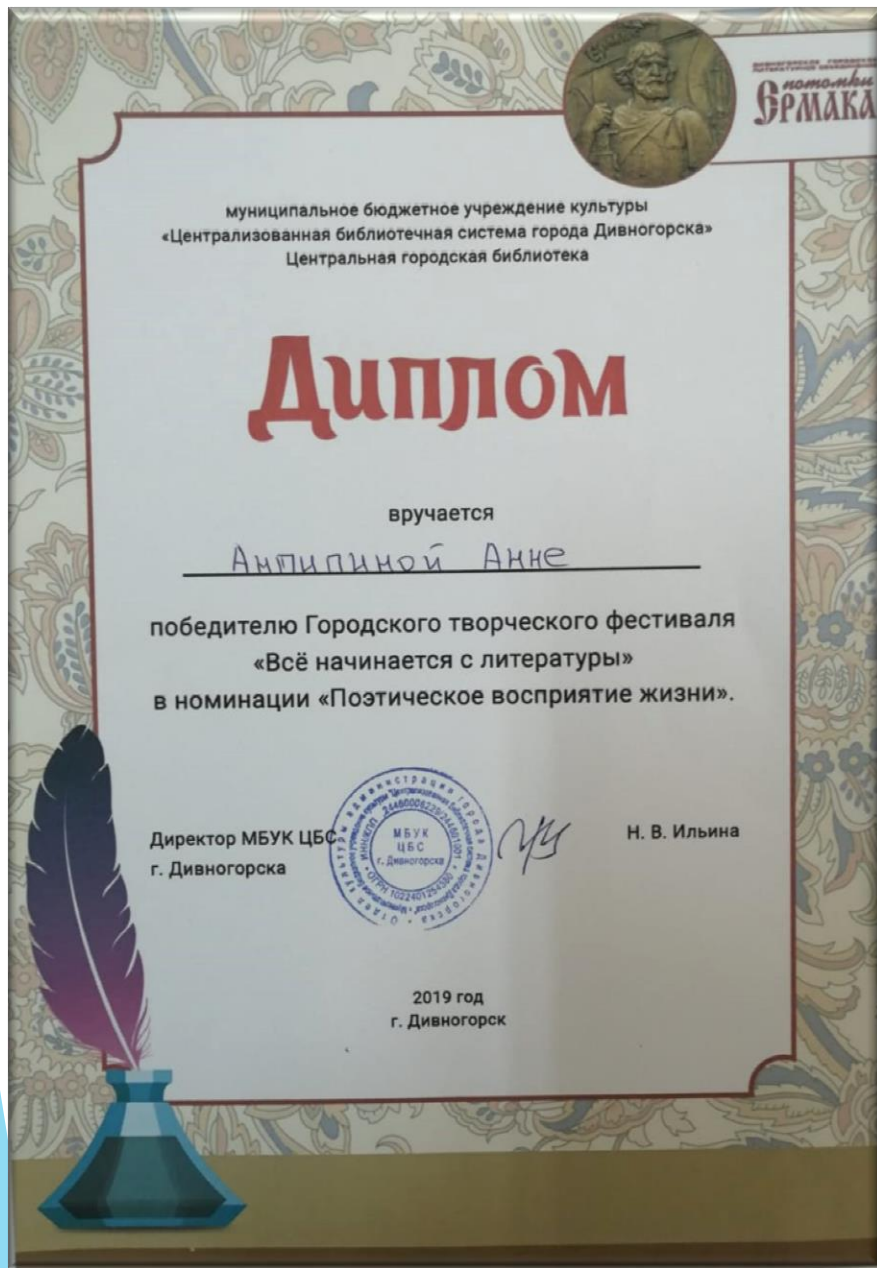 потомки
ЕРМАКА
муниципальное бюджетное учреждение культуры
«Централизованная библиотечная система города Дивногорска»
Центральная городская библиотека
Диплом
вручается
Антипиной Анне
победителю Городского творческого фестиваля
«Всё начинается с литературы»
в номинации «Поэтическое восприятие жизни».
Директор МБУК ЦБС
г. Дивногорска
МБУК
ЦБС
г. Дивногорска
Н. В. Ильина
2019 год
г. Дивногорск